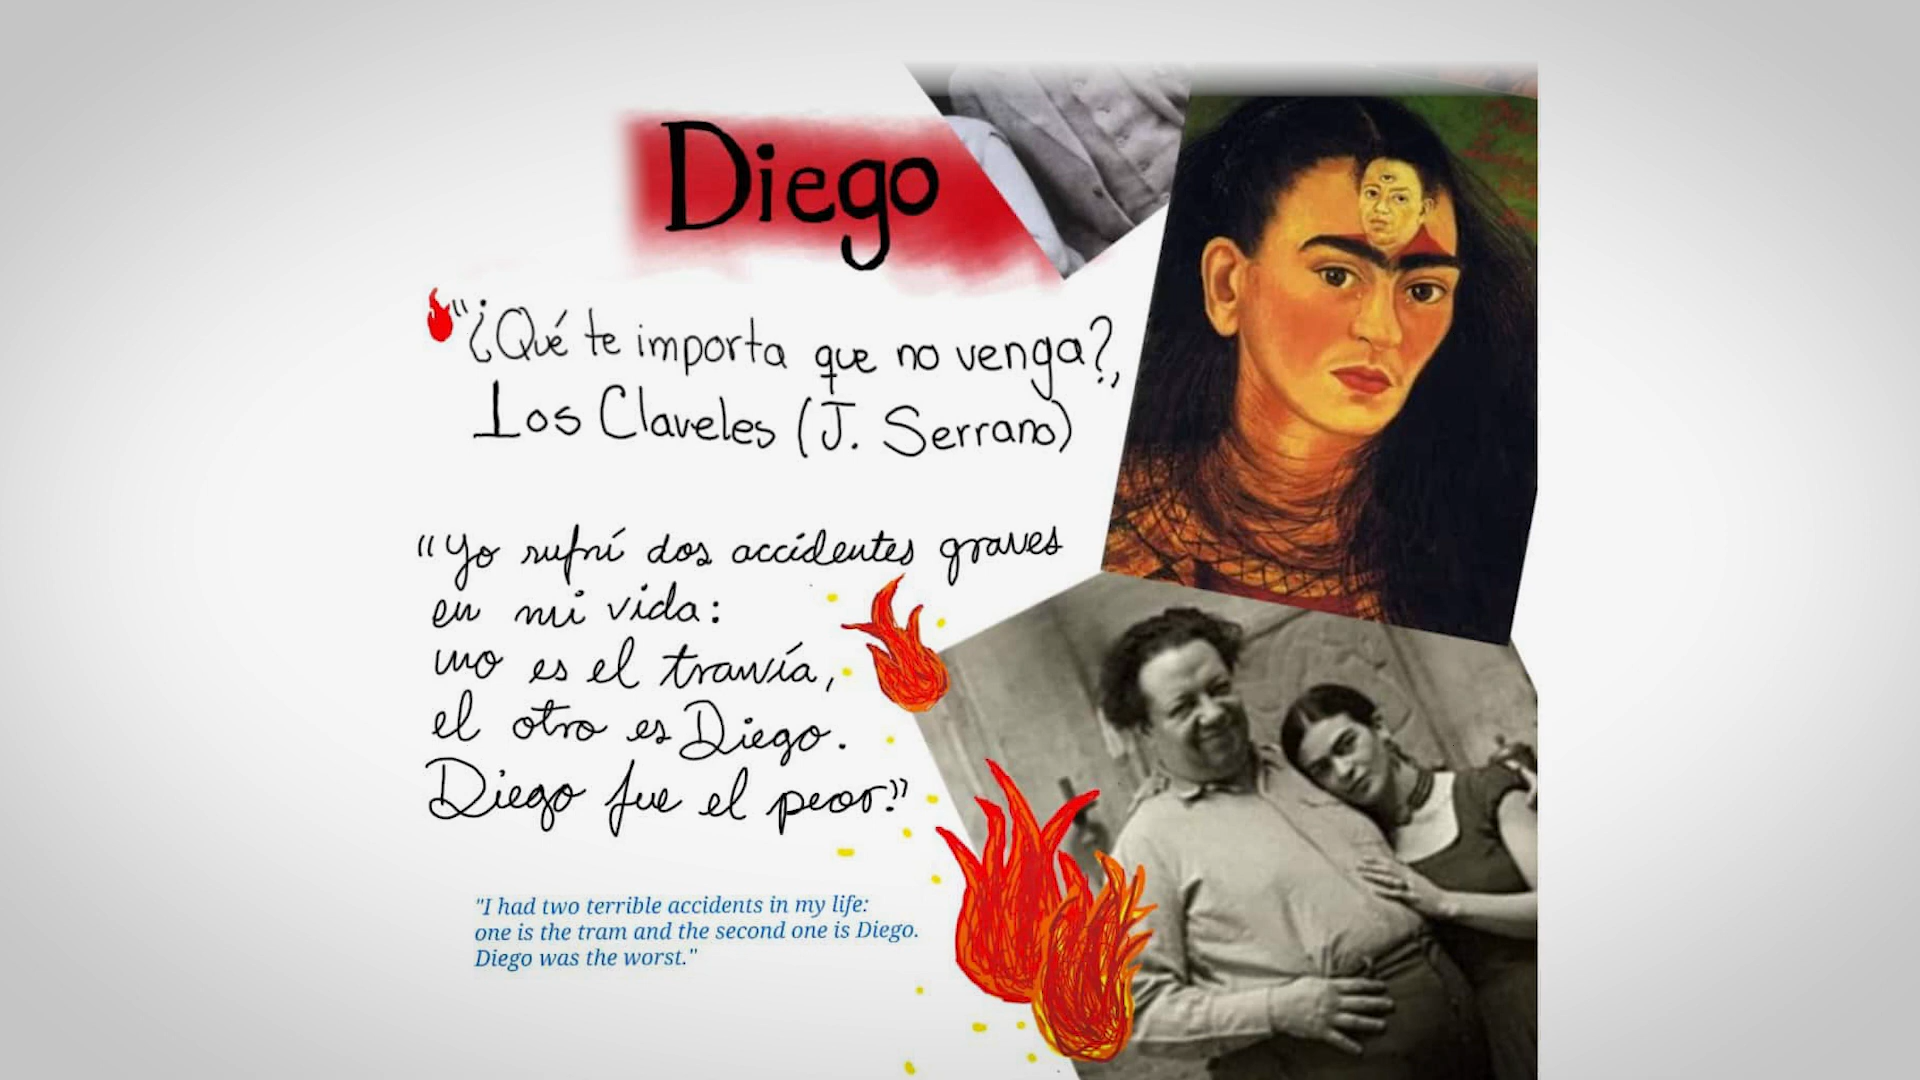 Diego
"¿Qué te importa que no venga?,
Los Claveles (J. Serrano)
"Yo sufrí dos accidentes graves
en mi vida:
uno es el tranvía,
el otro es Diego.
Diego fue el peor."
"I had two terrible accidents in my life:
one is the tram and the second one is Diego.
Diego was the worst."